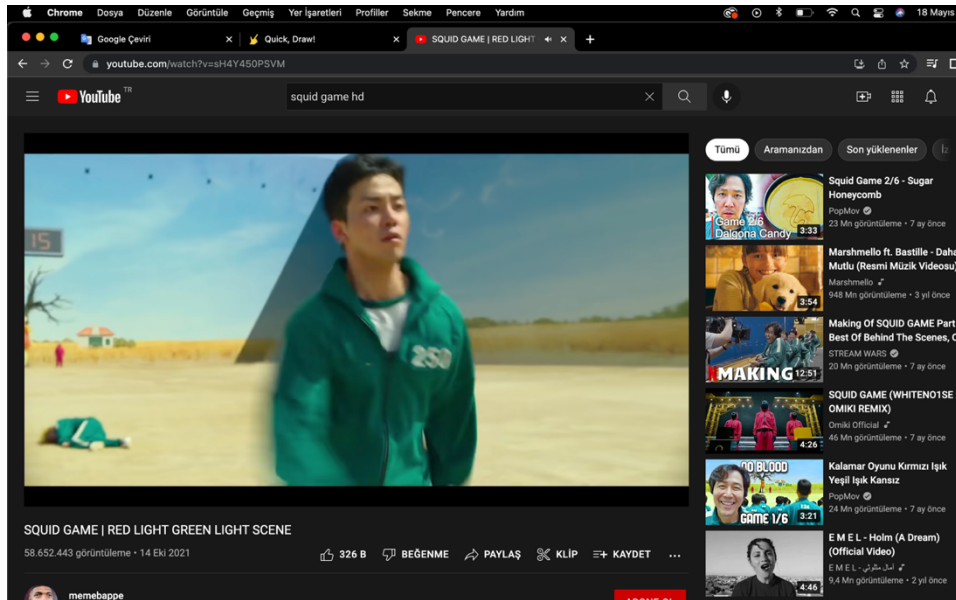 Chrome Dosya Düzenle Görüntüle Geçmiş Yer İşaretleri Profiller Sekme Pencere Yardım
18 Mayıs
Google Çeviri
Quick, Draw!
SQUID GAME | RED LIGHT
youtube.com/watch?v=sH4Y450PSVM
YouTube TR
squid game hd
15
250
SQUID GAME | RED LIGHT GREEN LIGHT SCENE
58.652.443 görüntüleme • 14 Eki 2021
326 B BEĞENME PAYLAŞ KLİP KAYDET ...
memebappe
Tümü Aramanızdan Son yüklenenler
Game 2/6
Dalgona Candy
3:33
Squid Game 2/6 - Sugar
Honeycomb
PopMov
23 Mn görüntüleme • 7 ay önce
3:54
Marshmello ft. Bastille - Daha
Mutlu (Resmi Müzik Videosu)
Marshmello
948 Mn görüntüleme • 3 yıl önce
MAKING
12:51
Making Of SQUID GAME Part
Best Of Behind The Scenes,
STREAM WARS
20 Mn görüntüleme • 7 ay önce
4:26
SQUID GAME (WHITENO1SE
OMIKI REMIX)
Omiki Official
46 Mn görüntüleme • 7 ay önce
NO BLOOD
GAME 1/6
3:21
Kalamar Oyunu Kırmızı Işık
Yeşil Işık Kansız
PopMov
24 Mn görüntüleme • 7 ay önce
4:46
E M E L - Holm (A Dream)
(Official Video)
E M E L - آمال مثلوثي
9,4 Mn görüntüleme • 2 yıl önce